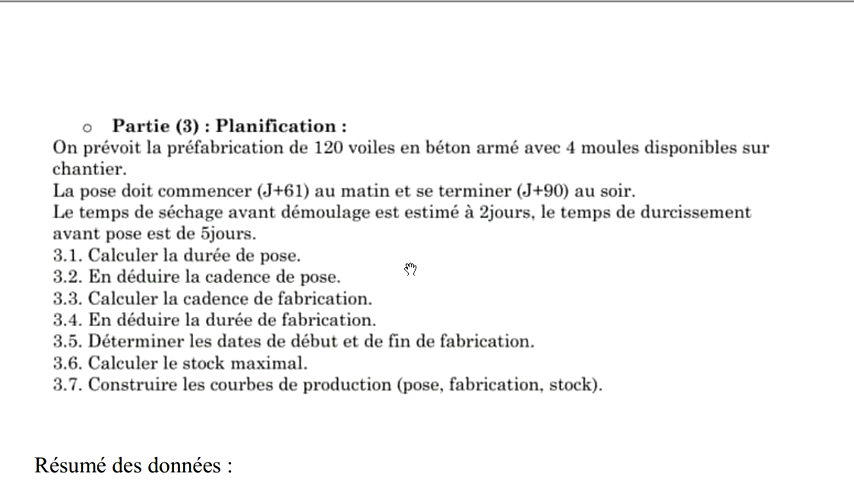 ○ Partie (3) : Planification :
On prévoit la préfabrication de 120 voiles en béton armé avec 4 moules disponibles sur
chantier.
La pose doit commencer (J+61) au matin et se terminer (J+90) au soir.
Le temps de séchage avant démoulage est estimé à 2jours, le temps de durcissement
avant pose est de 5jours.
3.1. Calculer la durée de pose.
3.2. En déduire la cadence de pose.
3.3. Calculer la cadence de fabrication.
3.4. En déduire la durée de fabrication.
3.5. Déterminer les dates de début et de fin de fabrication.
3.6. Calculer le stock maximal.
3.7. Construire les courbes de production (pose, fabrication, stock).
Résumé des données :